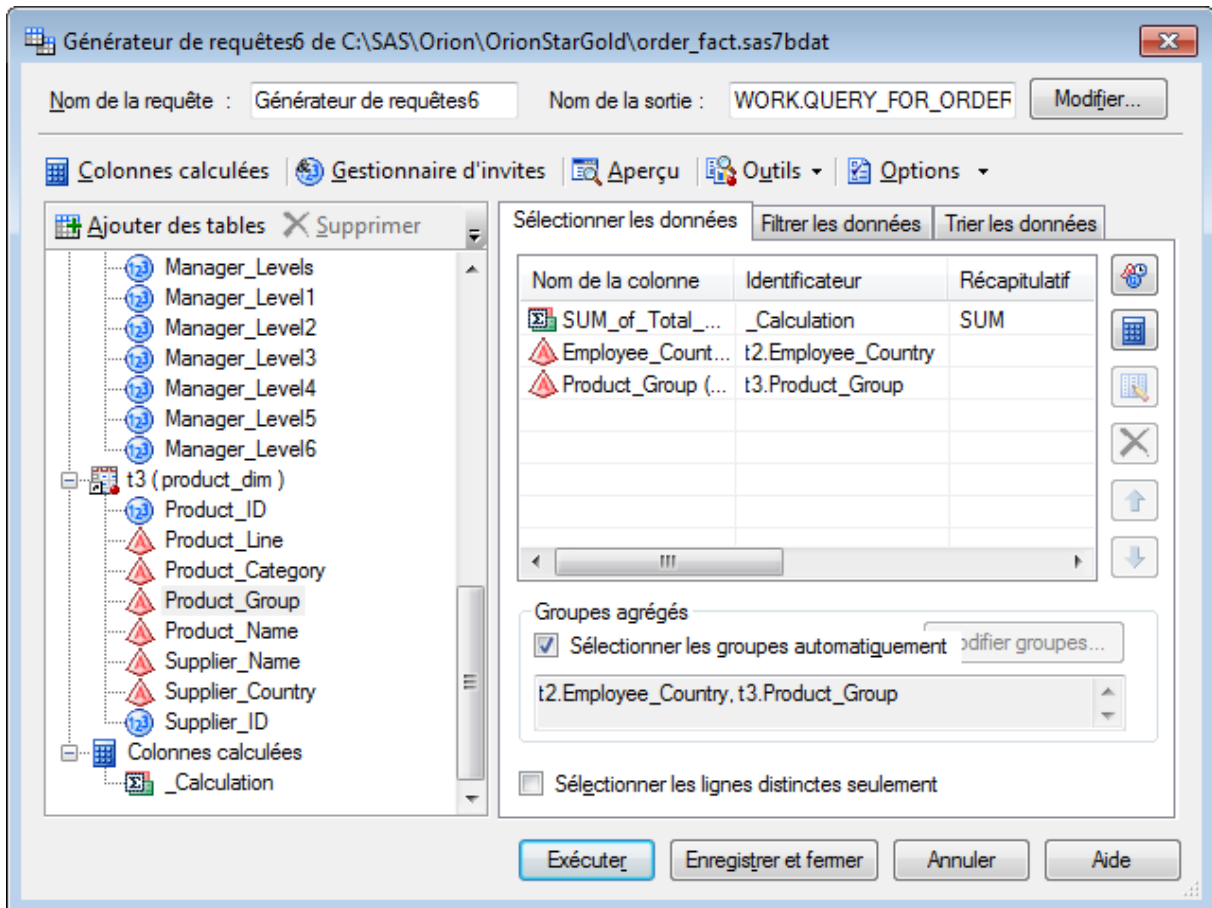 Générateur de requêtes6 de C:\SAS\Orion\OrionStarGold\order_fact.sas7bdat
Nom de la requête : Générateur de requêtes6 Nom de la sortie : WORK.QUERY_FOR_ORDER Modifier...
Colonnes calculées Gestionnaire d'invites Aperçu Outils Options
Ajouter des tables Supprimer
Manager_Levels
Manager_Level1
Manager_Level2
Manager_Level3
Manager_Level4
Manager_Level5
Manager_Level6
t3 ( product_dim )
Product_ID
Product_Line
Product_Category
Product_Group
Product_Name
Supplier_Name
Supplier_Country
Supplier_ID
Colonnes calculées
_Calculation
Sélectionner les données Filtrer les données Trier les données
Nom de la colonne Identificateur Récapitulatif
SUM_of_Total_... _Calculation SUM
Employee_Count... t2.Employee_Country
Product_Group (... t3.Product_Group
Groupes agrégés
Sélectionner les groupes automatiquement odifier groupes...
t2.Employee_Country, t3.Product_Group
Sélectionner les lignes distinctes seulement
Exécuter Enregistrer et fermer Annuler Aide